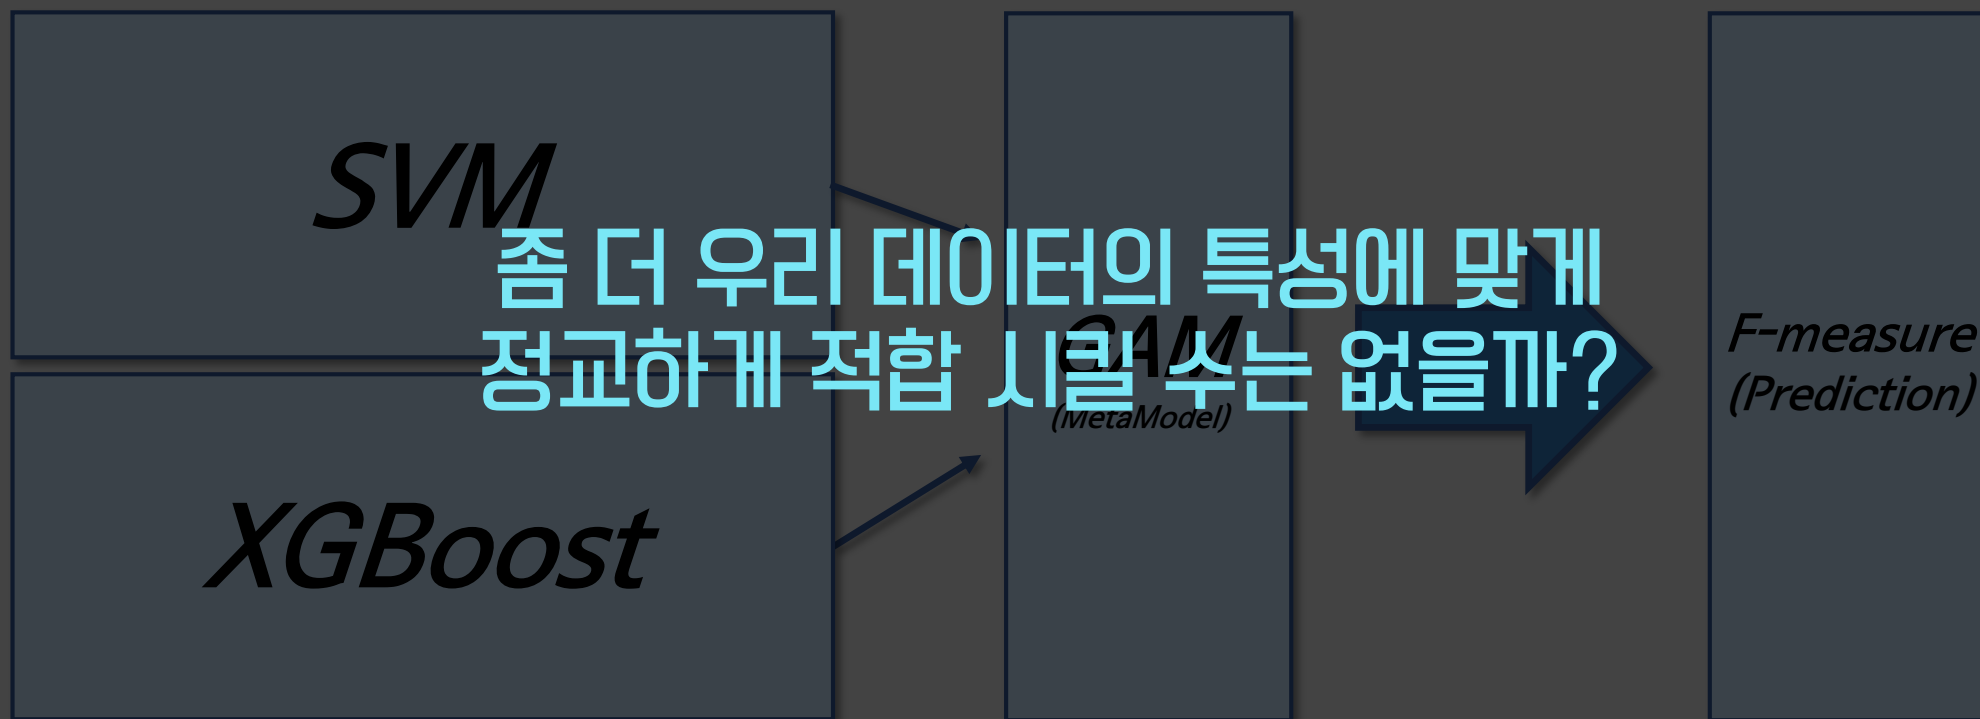 SVM
좀 더 우리 데이터의 특성에 맞게
정교하게 적합 시킬 수는 없을까?
GAM
(MetaModel)
F-measure
(Prediction)
XGBoost